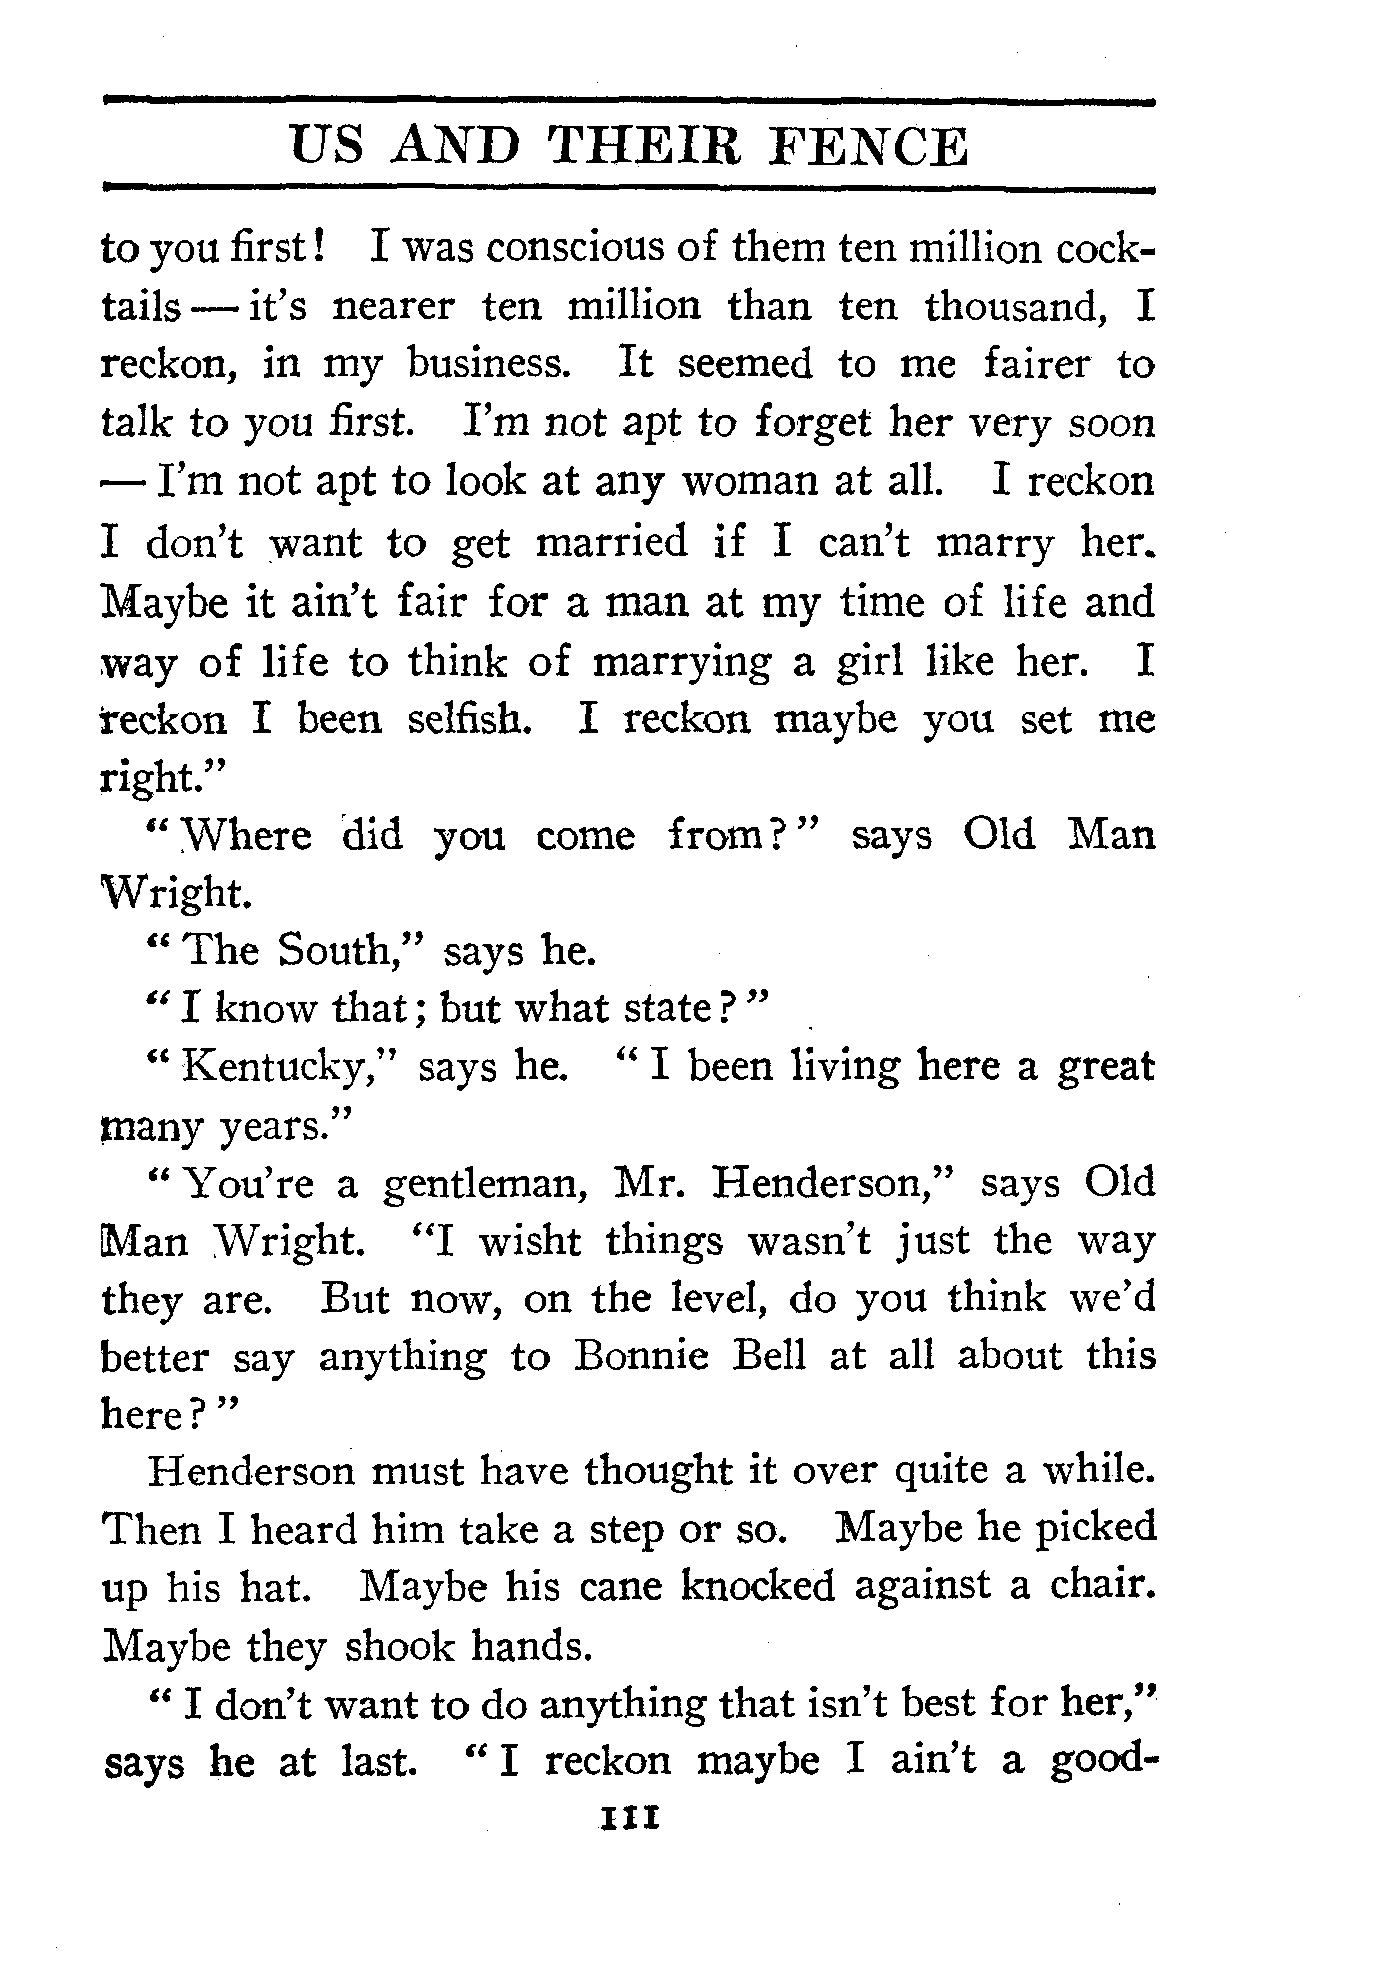 US AND THEIR FENCE
to you first! I was conscious of them ten million cock-
tails — it's nearer ten million than ten thousand, I
reckon, in my business. It seemed to me fairer to
talk to you first. I'm not apt to forget her very soon
— I'm not apt to look at any woman at all. I reckon
I don't want to get married if I can't marry her.
Maybe it ain't fair for a man at my time of life and
way of life to think of marrying a girl like her. I
reckon I been selfish. I reckon maybe you set me
right."
"Where did you come from?" says Old Man
Wright.
"The South," says he.
"I know that; but what state?"
"Kentucky," says he. "I been living here a great
many years."
"You're a gentleman, Mr. Henderson," says Old
Man Wright. "I wisht things wasn't just the way
they are. But now, on the level, do you think we'd
better say anything to Bonnie Bell at all about this
here?"
Henderson must have thought it over quite a while.
Then I heard him take a step or so. Maybe he picked
up his hat. Maybe his cane knocked against a chair.
Maybe they shook hands.
"I don't want to do anything that isn't best for her,"
says he at last. "I reckon maybe I ain't a good-
111